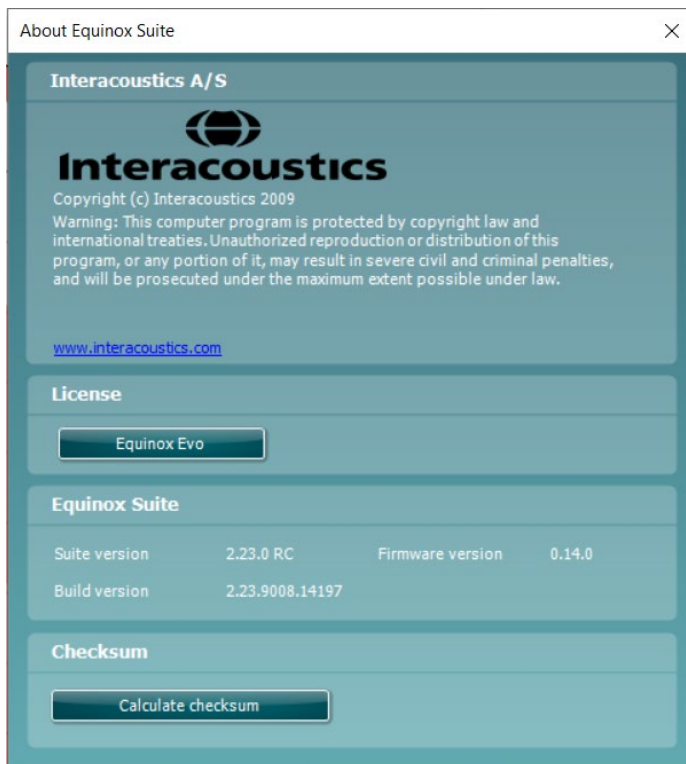 About Equinox Suite
Interacoustics A/S
Interacoustics
Copyright (c) Interacoustics 2009
Warning: This computer program is protected by copyright law and
international treaties. Unauthorized reproduction or distribution of this
program, or any portion of it, may result in severe civil and criminal penalties,
and will be prosecuted under the maximum extent possible under law.
www.interacoustics.com
License
Equinox Evo
Equinox Suite
Suite version 2.23.0 RC Firmware version 0.14.0
Build version 2.23.9008.14197
Checksum
Calculate checksum